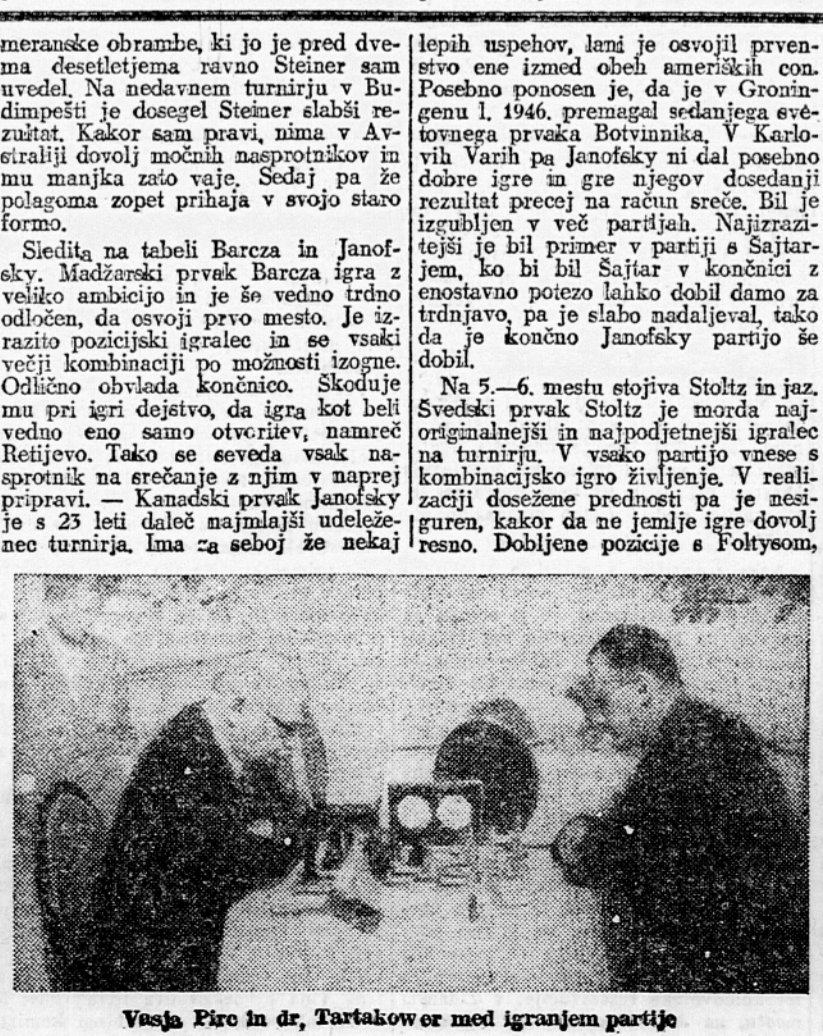 meranske obrambe, ki jo je pred dve-
ma desetletjema ravno Steiner sam
uvedel. Na nedavnem turnirju v Bu-
dimpešti je dosegel Steiner slabši re-
zultat. Kakor sam pravi, nima v Av-
straliji dovolj močnih nasprotnikov in
mu manjka zato vaje. Sedaj pa že
polagoma zopet prihaja v svojo staro
formo.
Sledita na tabeli Barcza in Janof-
sky. Madžarski prvak Barcza igra z
veliko ambicijo in je še vedno trdno
odločen, da osvoji prvo mesto. Je iz-
razito pozicijski igralec in se vsaki
večji kombinaciji po možnosti izogne.
Odlično obvlada končnico. Škoduje
mu pri igri dejstvo, da igra kot beli
vedno eno samo otvoritev, namreč
Retijevo. Tako se seveda vsak na-
sprotnik na srečanje z njim v naprej
pripravi. — Kanadski prvak Janofsky
je s 23 leti daleč najmlajši udeleže-
nec turnirja. Ima za seboj že nekaj
lepih uspehov, lani je osvojil prven-
stvo ene izmed obeh ameriških con.
Posebno ponosen je, da je v Gronin-
genu l. 1946. premagal sedanjega sve-
tovnega prvaka Botvinnika. V Karlo-
vih Varih pa Janofsky ni dal posebno
dobre igre in gre njegov dosedanji
rezultat precej na račun sreče. Bil je
izgubljen v več partijah. Najizrazi-
tejši je bil primer v partiji s Šajtar-
jem, ko bi bil Šajtar v končnici z
enostavno potezo lahko dobil damo za
trdnjavo, pa je slabo nadaljeval, tako
da je končno Janofsky partijo še
dobil.
Na 5.—6. mestu stojiva Stoltz in jaz.
Švedski prvak Stoltz je morda naj-
originalnejši in najpodjetnejši igralec
na turnirju. V vsako partijo vnese s
kombinacijsko igro življenje. V reali-
zaciji dosežene prednosti pa je nesi-
guren, kakor da ne jemlje igre dovolj
resno. Dobljene pozicije s Foltysom,
Vasja Pirc in dr, Tartakower med igranjem partije